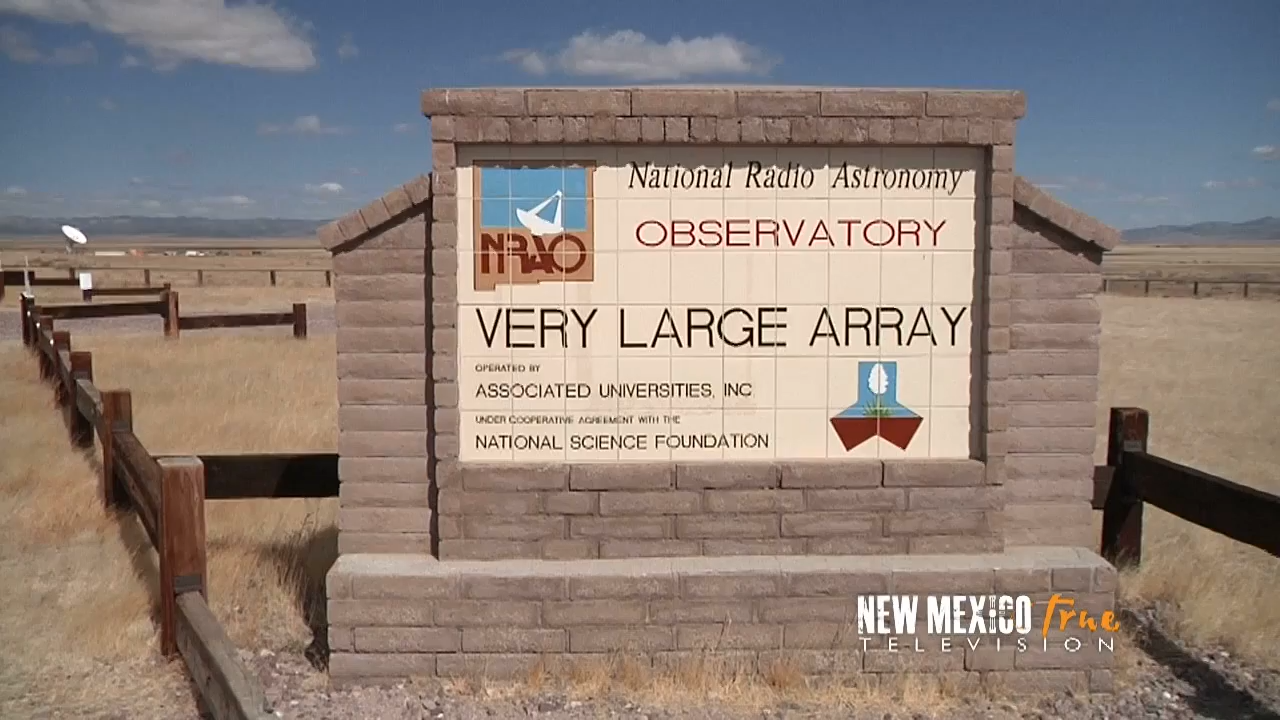 National Radio Astronomy
OBSERVATORY
NRAO
VERY LARGE ARRAY
OPERATED BY
ASSOCIATED UNIVERSITIES, INC
UNDER COOPERATIVE AGREEMENT WITH THE
NATIONAL SCIENCE FOUNDATION
NEW MEXICO True
TELEVISION